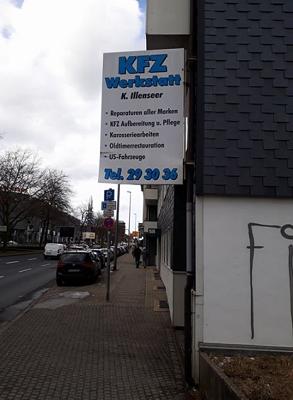 KFZ
Werkstatt
K. Illenseer
• Reparaturen aller Marken
• KFZ Aufbereitung u. Pflege
• Karosseriearbeiten
• Oldtimerrestauration
• US-Fahrzeuge
Tel. 29 30 36
P